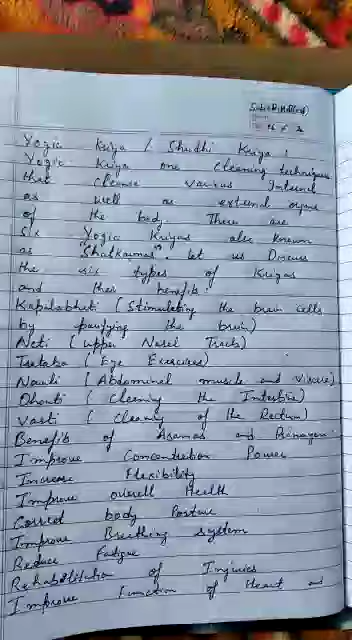 Yogic Kriya / Shudhi Kriya :
Yogic Kriya one cleaning techniques
that cleanse various Internal
as well as external organs
of the body. There are
Six Yogic Kriyas also known
as "Shatkarmas". let us Discuss
the six types of Kriyas
and their benefits :
Kapalabhati ( Stimulating the brain cells
by purifying the brain)
Neti ( Upper Nasal Tracts)
Trataka ( Eye Exercises)
Nauli ( Abdominal muscle and viscera)
Dhauti ( Cleaning the Intestine)
Vasti ( Cleaning of the Rectum)
Benefits of Asanas and Pranayam
Improve Concentration Power
Increase Flexibility
Improve overall Health
Correct body Posture
Improve Breathing system
Reduce Fatigue
Rehabilitation of Injuries
Improve Function of Heart and